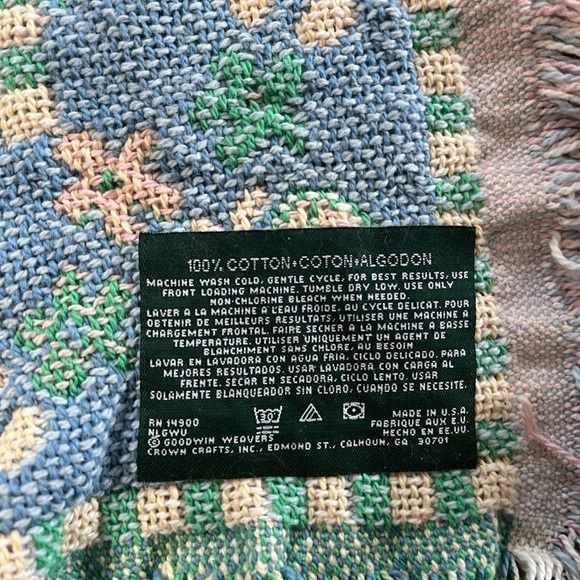 100% COTTON•COTON•ALGODON
MACHINE WASH COLD, GENTLE CYCLE, FOR BEST RESULTS, USE
FRONT LOADING MACHINE. TUMBLE DRY LOW. USE ONLY
NON-CHLORINE BLEACH WHEN NEEDED.
LAVER A LA MACHINE A L'EAU FROIDE, AU CYCLE DELICAT. POUR
OBTENIR DE MEILLEURS RESULTATS, UTILISER UNE MACHINE A
CHARGEMENT FRONTAL. FAIRE SECHER A LA MACHINE A BASSE
TEMPERATURE. UTILISER UNIQUEMENT UN AGENT DE
BLANCHIMENT SANS CHLORE, AU BESOIN
LAVAR EN LAVADORA CON AGUA FRIA, CICLO DELICADO. PARA
MEJORES RESULTADOS, USAR LAVADORA CON CARGA AL
FRENTE. SECAR EN SECADORA, CICLO LENTO. USAR
SOLAMENTE BLANQUEADOR SIN CLORO, CUANDO SE NECESITE.
RN 14900
NLGWU
© GOODWIN WEAVERS
CROWN CRAFTS, INC., EDMOND ST., CALHOUN, GA 30701
MADE IN U.S.A.
FABRIQUE AUX E.U.
HECHO EN EE.UU.